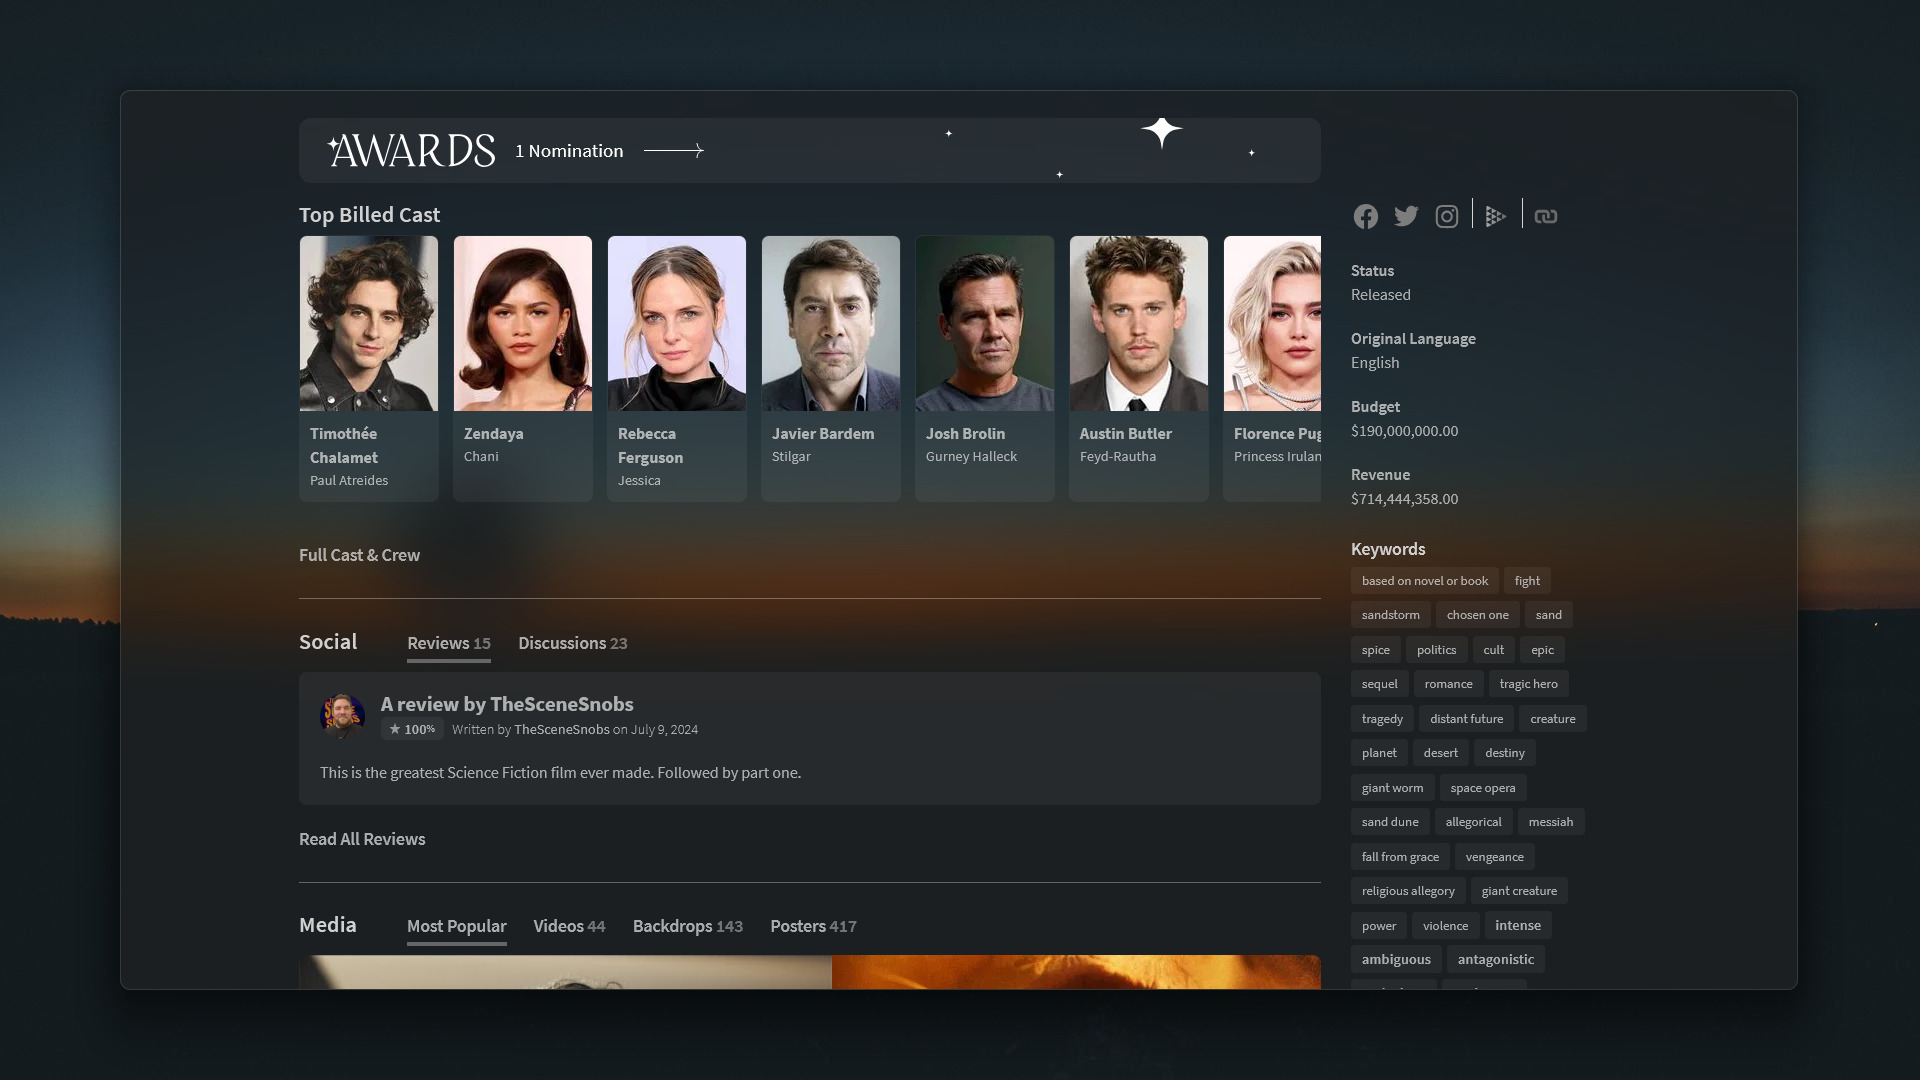 AWARDS 1 Nomination
Top Billed Cast
Timothée
Chalamet
Paul Atreides
Zendaya
Chani
Rebecca
Ferguson
Jessica
Javier Bardem
Stilgar
Josh Brolin
Gurney Halleck
Austin Butler
Feyd-Rautha
Florence Pug
Princess Irulan
Full Cast & Crew
Social Reviews 15 Discussions 23
A review by TheSceneSnobs
★ 100% Written by TheSceneSnobs on July 9, 2024
This is the greatest Science Fiction film ever made. Followed by part one.
Read All Reviews
Media Most Popular Videos 44 Backdrops 143 Posters 417
Status
Released
Original Language
English
Budget
$190,000,000.00
Revenue
$714,444,358.00
Keywords
based on novel or book fight
sandstorm chosen one sand
spice politics cult epic
sequel romance tragic hero
tragedy distant future creature
planet desert destiny
giant worm space opera
sand dune allegorical messiah
fall from grace vengeance
religious allegory giant creature
power violence intense
ambiguous antagonistic